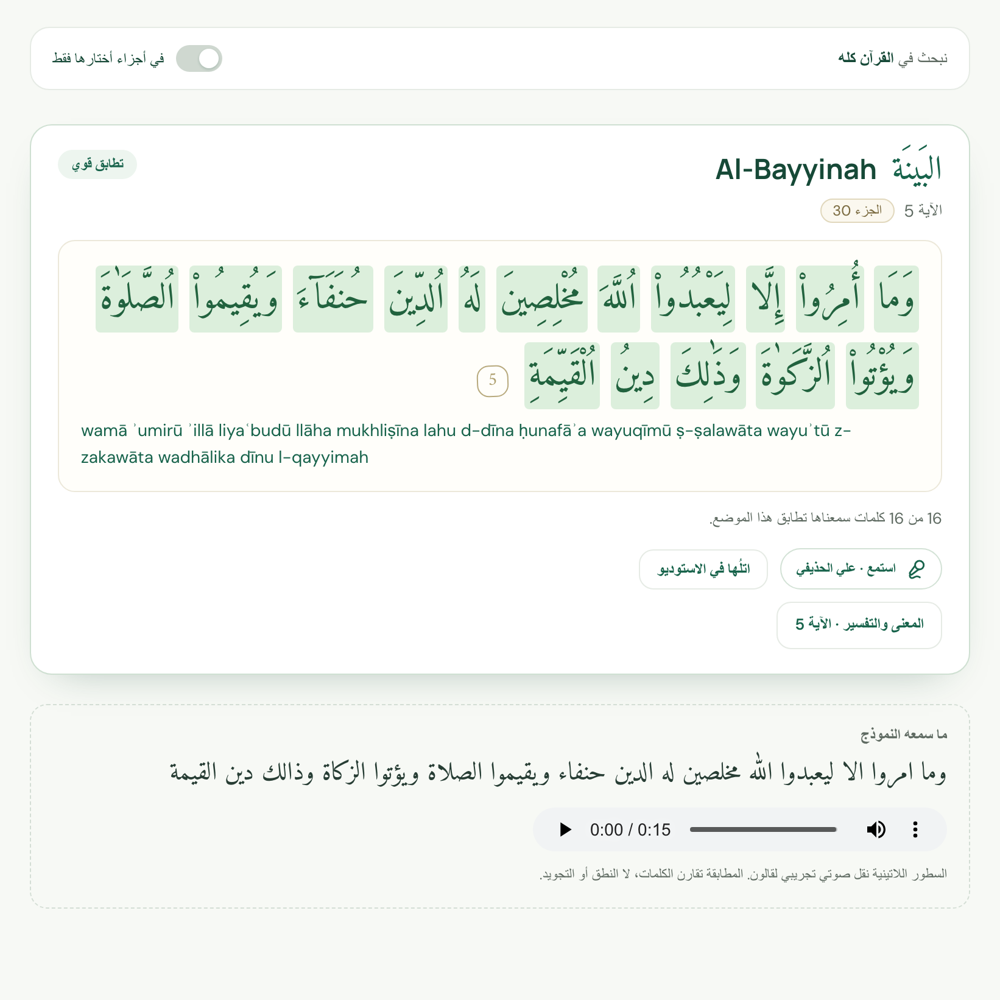 نبحث في القرآن كله
في أجزاء أختارها فقط
البَيَنَة Al-Bayyinah
تطابق قوي
الآية 5 الجزء 30
وَمَا أُمِرُواْ إِلَّا لِيَعْبُدُواْ اُللَّهَ مُخْلِصِينَ لَهُ اُلدِّينَ حُنَفَآءَ وَيُقِيمُواْ اُلصَّلَوٰةَ
وَيُؤْتُواْ اُلزَّكَوٰةَ وَذَٰلِكَ دِينُ اُلْقَيِّمَةِ 5
wamā ʾumirū ʾillā liyaʿbudū llāha mukhliṣīna lahu d-dīna ḥunafāʾa wayuqīmū ṣ-ṣalawāta wayuʾtū z-
zakawāta wadhālika dīnu l-qayyimah
16 من 16 كلمات سمعناها تطابق هذا الموضع.
استمع · علي الحذيفي
اتلُها في الاستوديو
المعنى والتفسير · الآية 5
ما سمعه النموذج
وما امروا الا ليعبدوا الله مخلصين له الدين حنفاء ويقيموا الصلاة ويؤتوا الزكاة وذالك دين القيمة
0:00 / 0:15
السطور اللاتينية نقل صوتي تجريبي لقالون. المطابقة تقارن الكلمات، لا النطق أو التجويد.